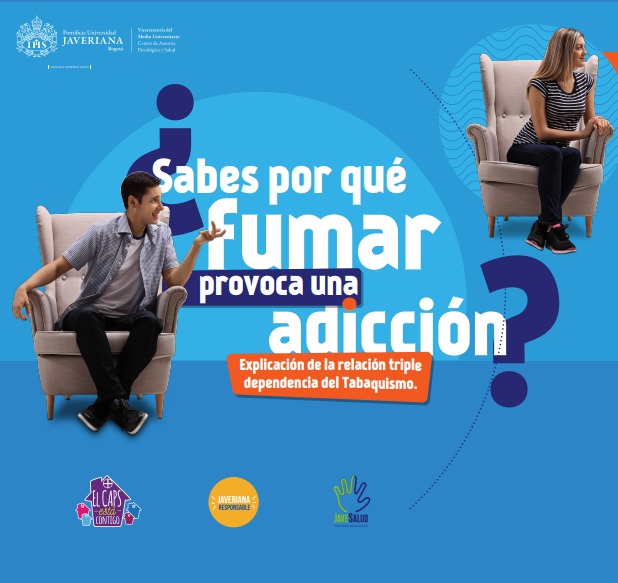 Pontificia Universidad
JAVERIANA
Bogotá
Vicerrectoría del
Medio Universitario
Centro de Asesoría
Psicológica y Salud
¿Sabes por qué
fumar
provoca una
adicción?
Explicación de la relación triple
dependencia del Tabaquismo.
EL CAPS
está
CONTIGO
JAVERIANA
RESPONSABLE
JAVESALUD